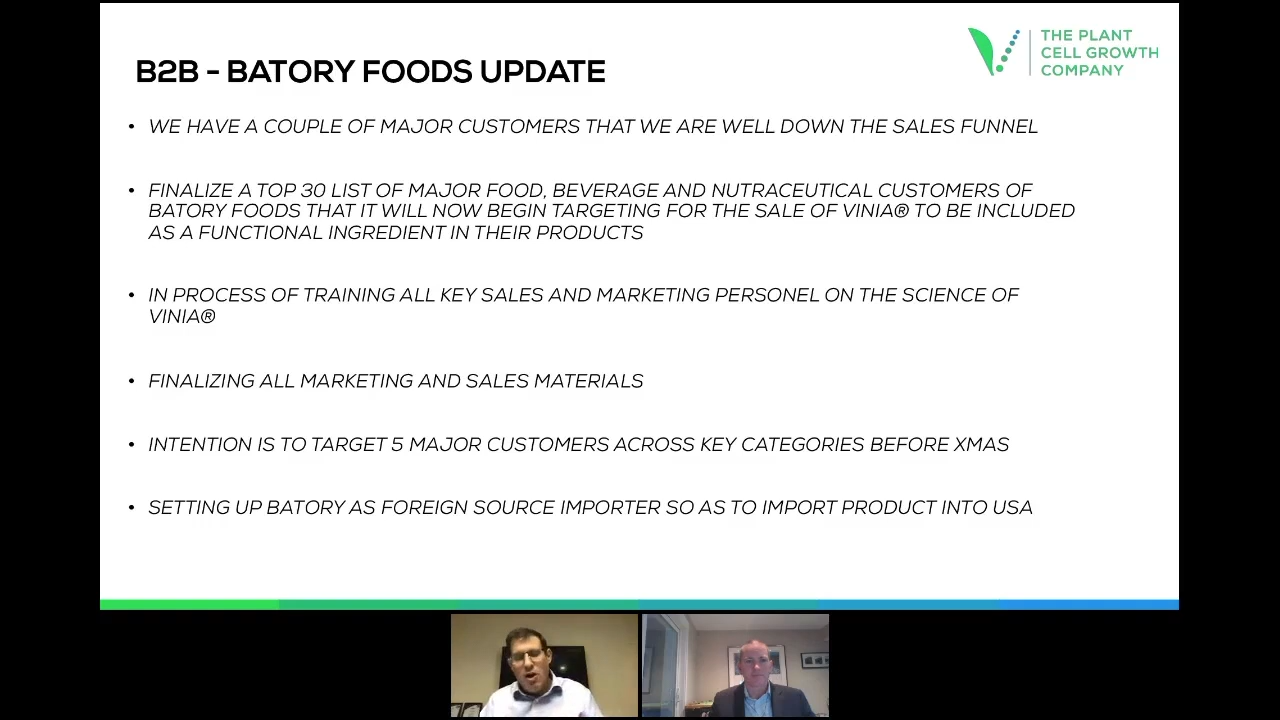 THE PLANT
CELL GROWTH
COMPANY
B2B - BATORY FOODS UPDATE
• WE HAVE A COUPLE OF MAJOR CUSTOMERS THAT WE ARE WELL DOWN THE SALES FUNNEL
• FINALIZE A TOP 30 LIST OF MAJOR FOOD, BEVERAGE AND NUTRACEUTICAL CUSTOMERS OF
BATORY FOODS THAT IT WILL NOW BEGIN TARGETING FOR THE SALE OF VINIA® TO BE INCLUDED
AS A FUNCTIONAL INGREDIENT IN THEIR PRODUCTS
• IN PROCESS OF TRAINING ALL KEY SALES AND MARKETING PERSONEL ON THE SCIENCE OF
VINIA®
• FINALIZING ALL MARKETING AND SALES MATERIALS
• INTENTION IS TO TARGET 5 MAJOR CUSTOMERS ACROSS KEY CATEGORIES BEFORE XMAS
• SETTING UP BATORY AS FOREIGN SOURCE IMPORTER SO AS TO IMPORT PRODUCT INTO USA